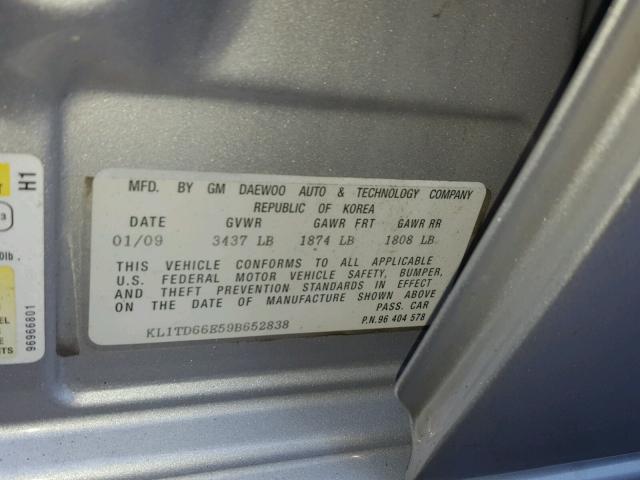 MFD. BY GM DAEWOO AUTO & TECHNOLOGY COMPANY
REPUBLIC OF KOREA
DATE GVWR GAWR FRT GAWR RR
01/09 3437 LB 1874 LB 1808 LB
THIS VEHICLE CONFORMS TO ALL APPLICABLE
U.S. FEDERAL MOTOR VEHICLE SAFETY, BUMPER,
AND THEFT PREVENTION STANDARDS IN EFFECT
ON THE DATE OF MANUFACTURE SHOWN ABOVE
PASS. CAR
KL1TD66E59B652838
P.N.96 404 578
H1
96966801